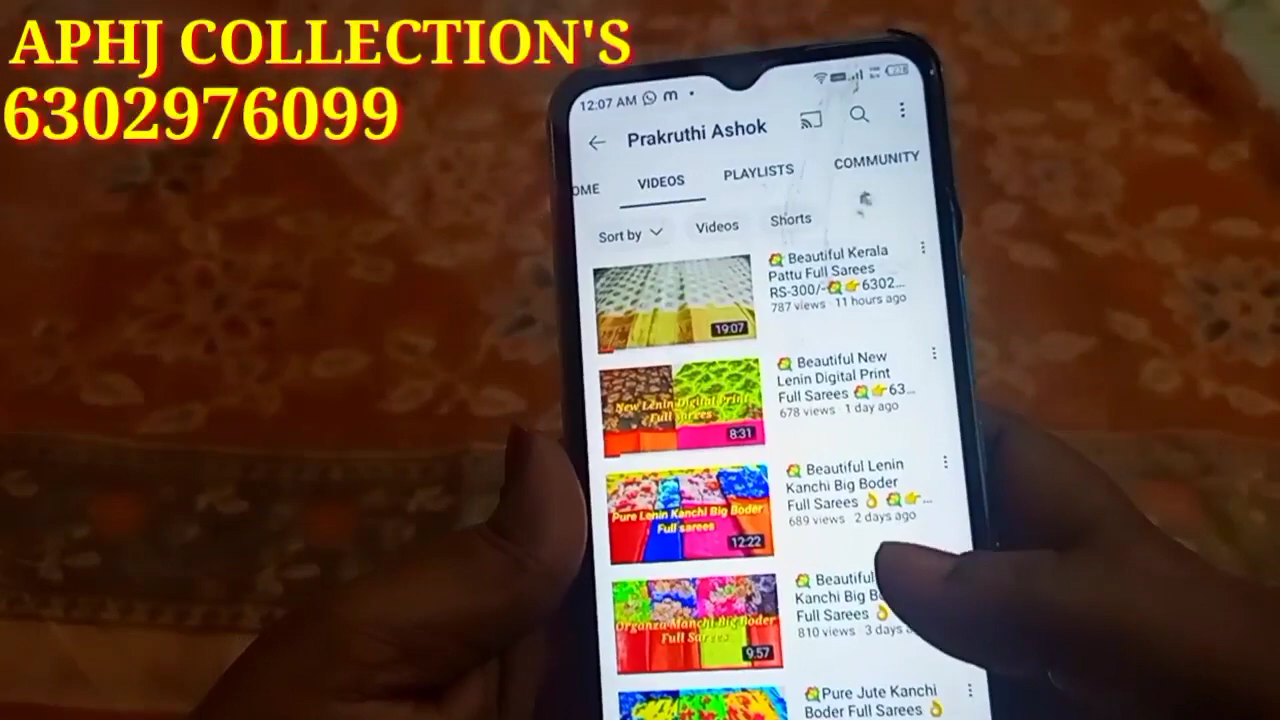 APHJ COLLECTION'S
6302976099
12:07 AM
Prakruthi Ashok
OME
VIDEOS
PLAYLISTS
COMMUNITY
Sort by
Videos
Shorts
19:07
Beautiful Kerala
Pattu Full Sarees
RS-300/- 6302...
787 views 11 hours ago
New Lenin Digital Print
Full Sarees
8:31
Beautiful New
Lenin Digital Print
Full Sarees 63...
678 views 1 day ago
Pure Lenin Kanchi Big Boder
Full sarees
12:22
Beautiful Lenin
Kanchi Big Boder
Full Sarees ...
689 views 2 days ago
Organza Manchi Big Boder
Full Sarees
9:57
Beautiful
Kanchi Big B
Full Sarees
810 views 3 days
Pure Jute Kanchi
Boder Full Sarees